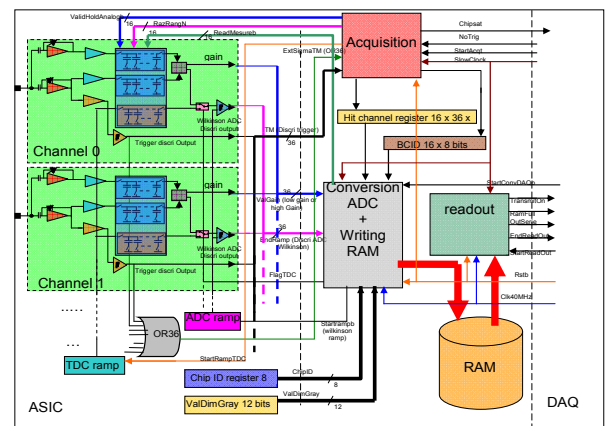 ValidHoldAnalogb
16
RazRangN
16
ReadMesureb
16
Acquisition
Chipsat
NoTrig
StartAcqt
SlowClock
ExtSigmaTM (OR36)
gain
Wilkinson ADC
Discri output
Trigger discri Output
TM (Discri trigger)
36
Channel 0
Hit channel register 16 x 36 x
BCID 16 x 8 bits
gain
36
ValGain (low gain or
high Gain)
Wilkinson ADC
Discri output
36
EndRamp (Discri ADC
Wilkinson)
Trigger discri Output
FlagTDC
Channel 1
Conversion
ADC
+
Writing
RAM
StartConvDAQb
readout
TransmitOn
RamFull
OutSerie
EndReadOut
StartReadOut
Rstb
Clk40MHz
.....
....
OR36
ADC ramp
Startrampb
(wilkinson
ramp)
StartRampTDC
TDC ramp
RAM
Chip ID register 8
ChipID
8
ValDimGray 12 bits
ValDimGray
12
ASIC
DAQ